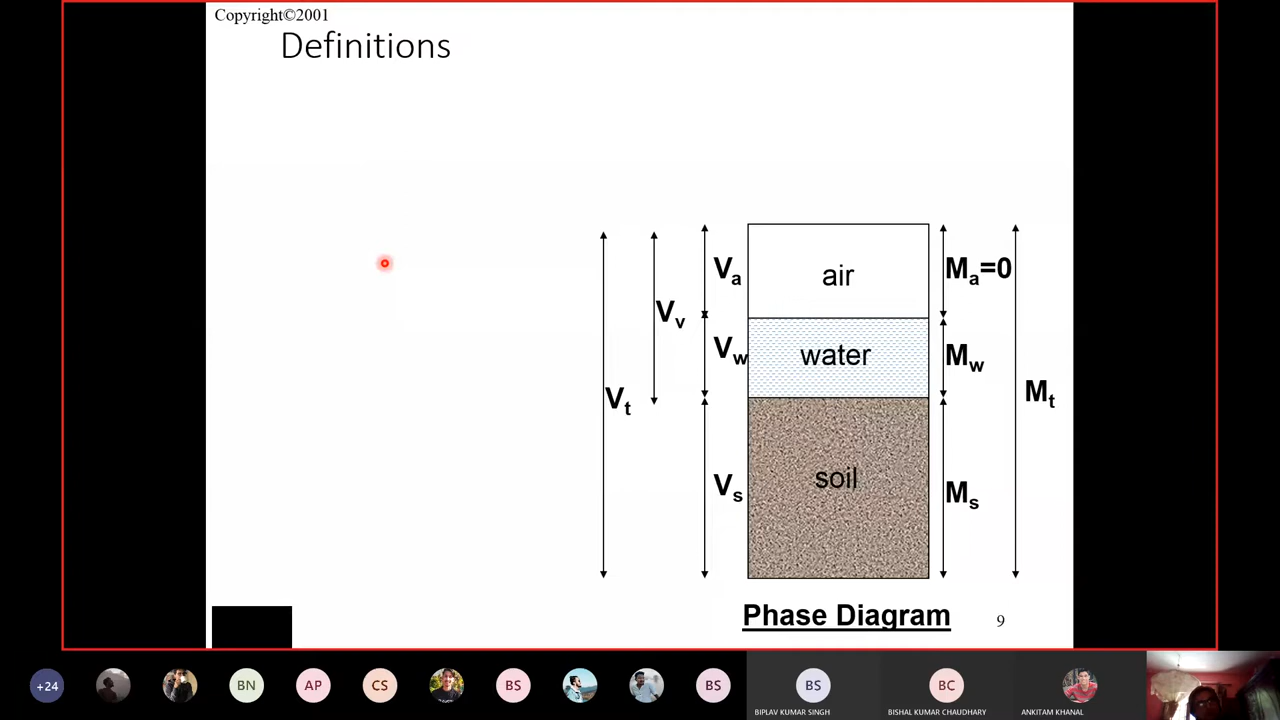 Copyright©2001
Definitions
Va
air
Ma=0
Vv
Vw
water
Mw
Vt
Mt
Vs
soil
Ms
Phase Diagram
9
+24
BN
AP
CS
BS
BS
BS
BIPLAV KUMAR SINGH
BC
BISHAL KUMAR CHAUDHARY
ANKITAM KHANAL